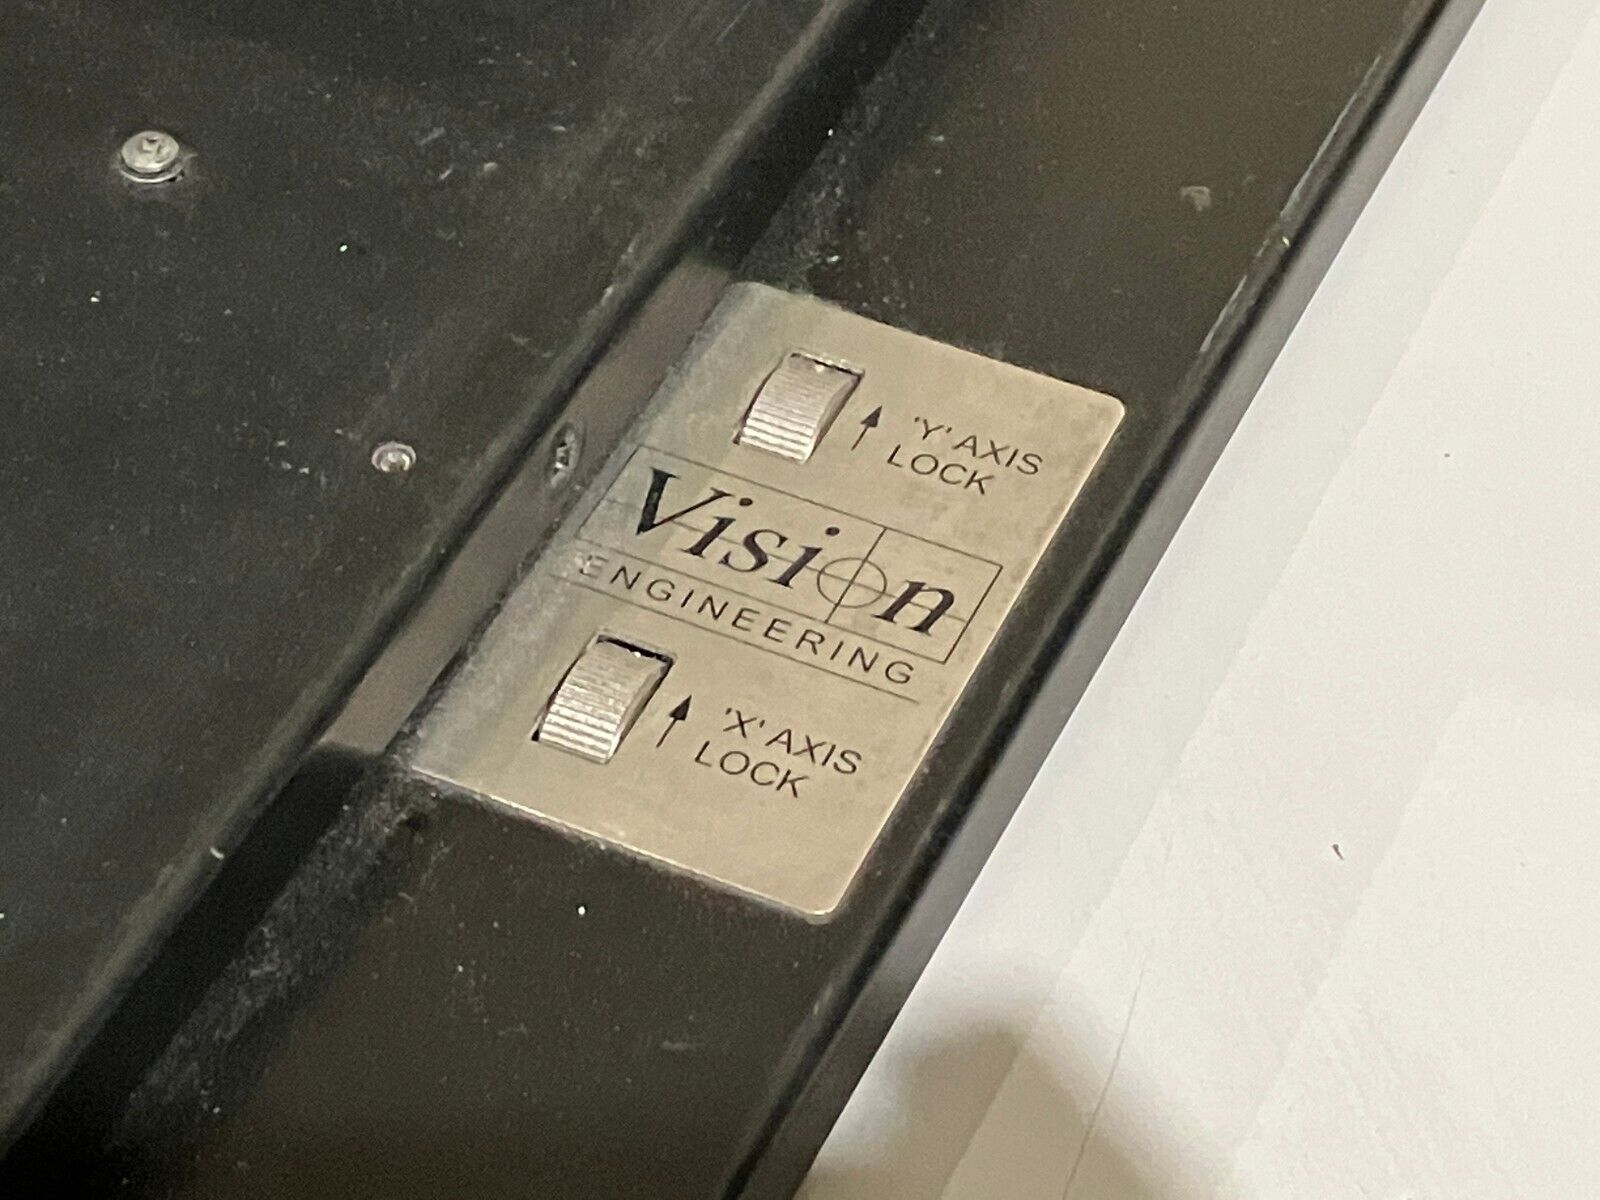 'Y' AXIS
LOCK
Vision
ENGINEERING
'X' AXIS
LOCK